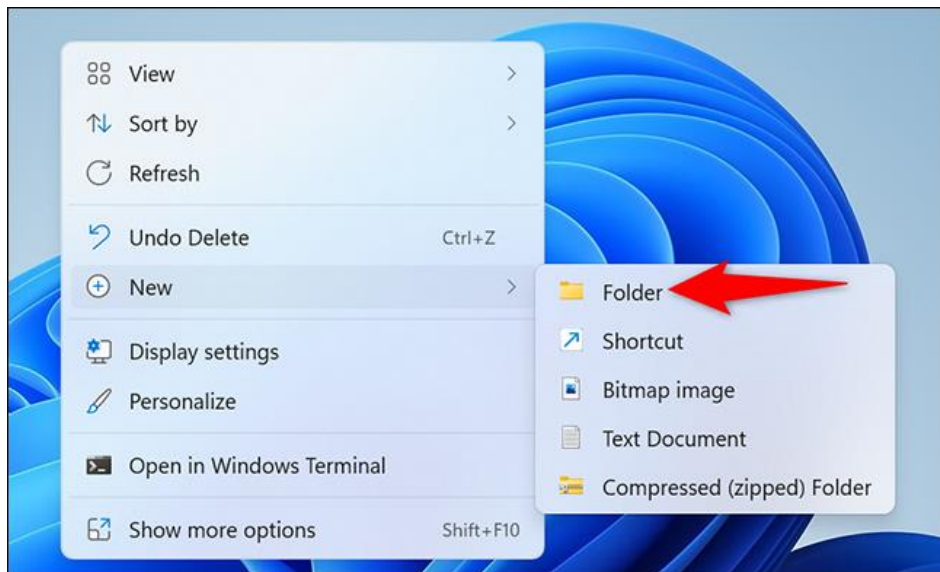 View
Sort by
Refresh
Undo Delete Ctrl+Z
New
Folder
Shortcut
Bitmap image
Text Document
Compressed (zipped) Folder
Display settings
Personalize
Open in Windows Terminal
Show more options Shift+F10